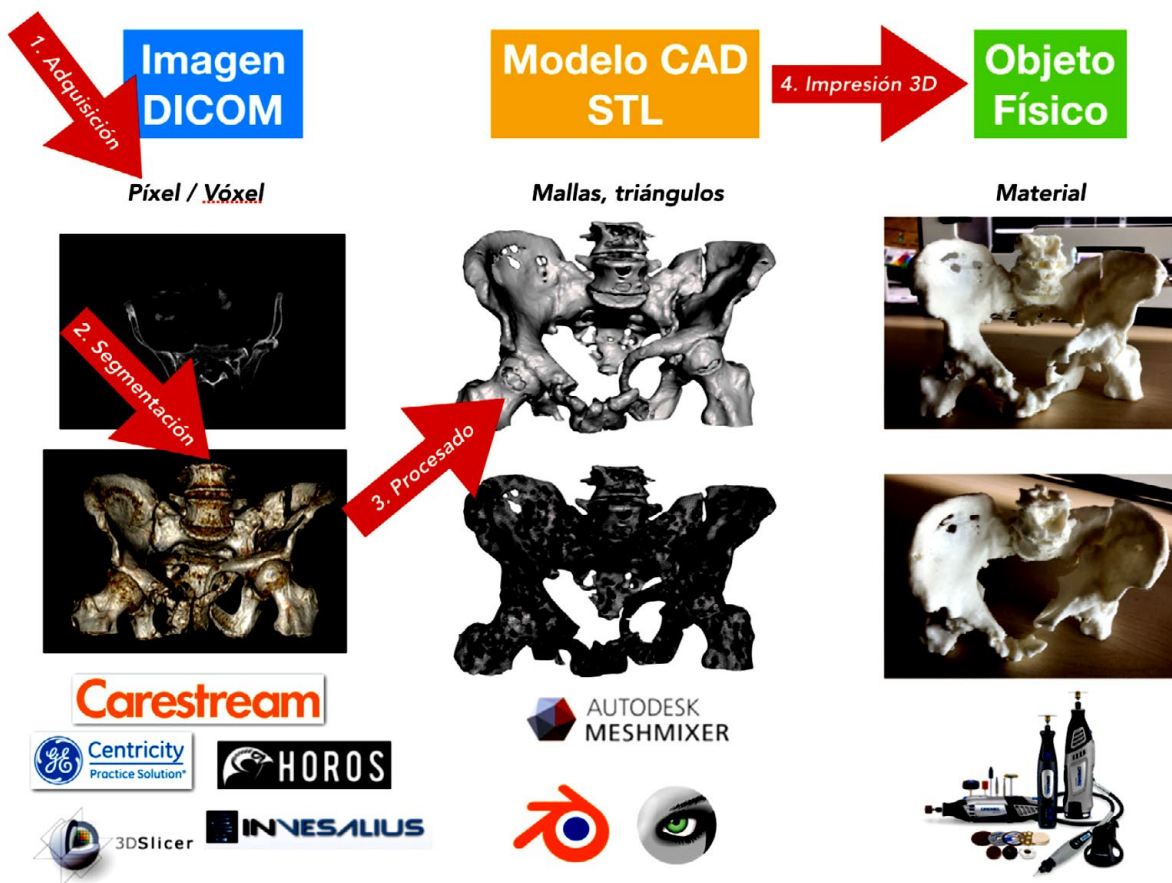 1. Adquisición
Imagen
DICOM
Modelo CAD
STL
4. Impresión 3D
Objeto
Físico
Píxel / Vóxel
Mallas, triángulos
Material
2. Segmentación
3. Procesado
Carestream
GE
Centricity
Practice Solution*
HOROS
3DSlicer
INVESALIUS
AUTODESK
MESHMIXER